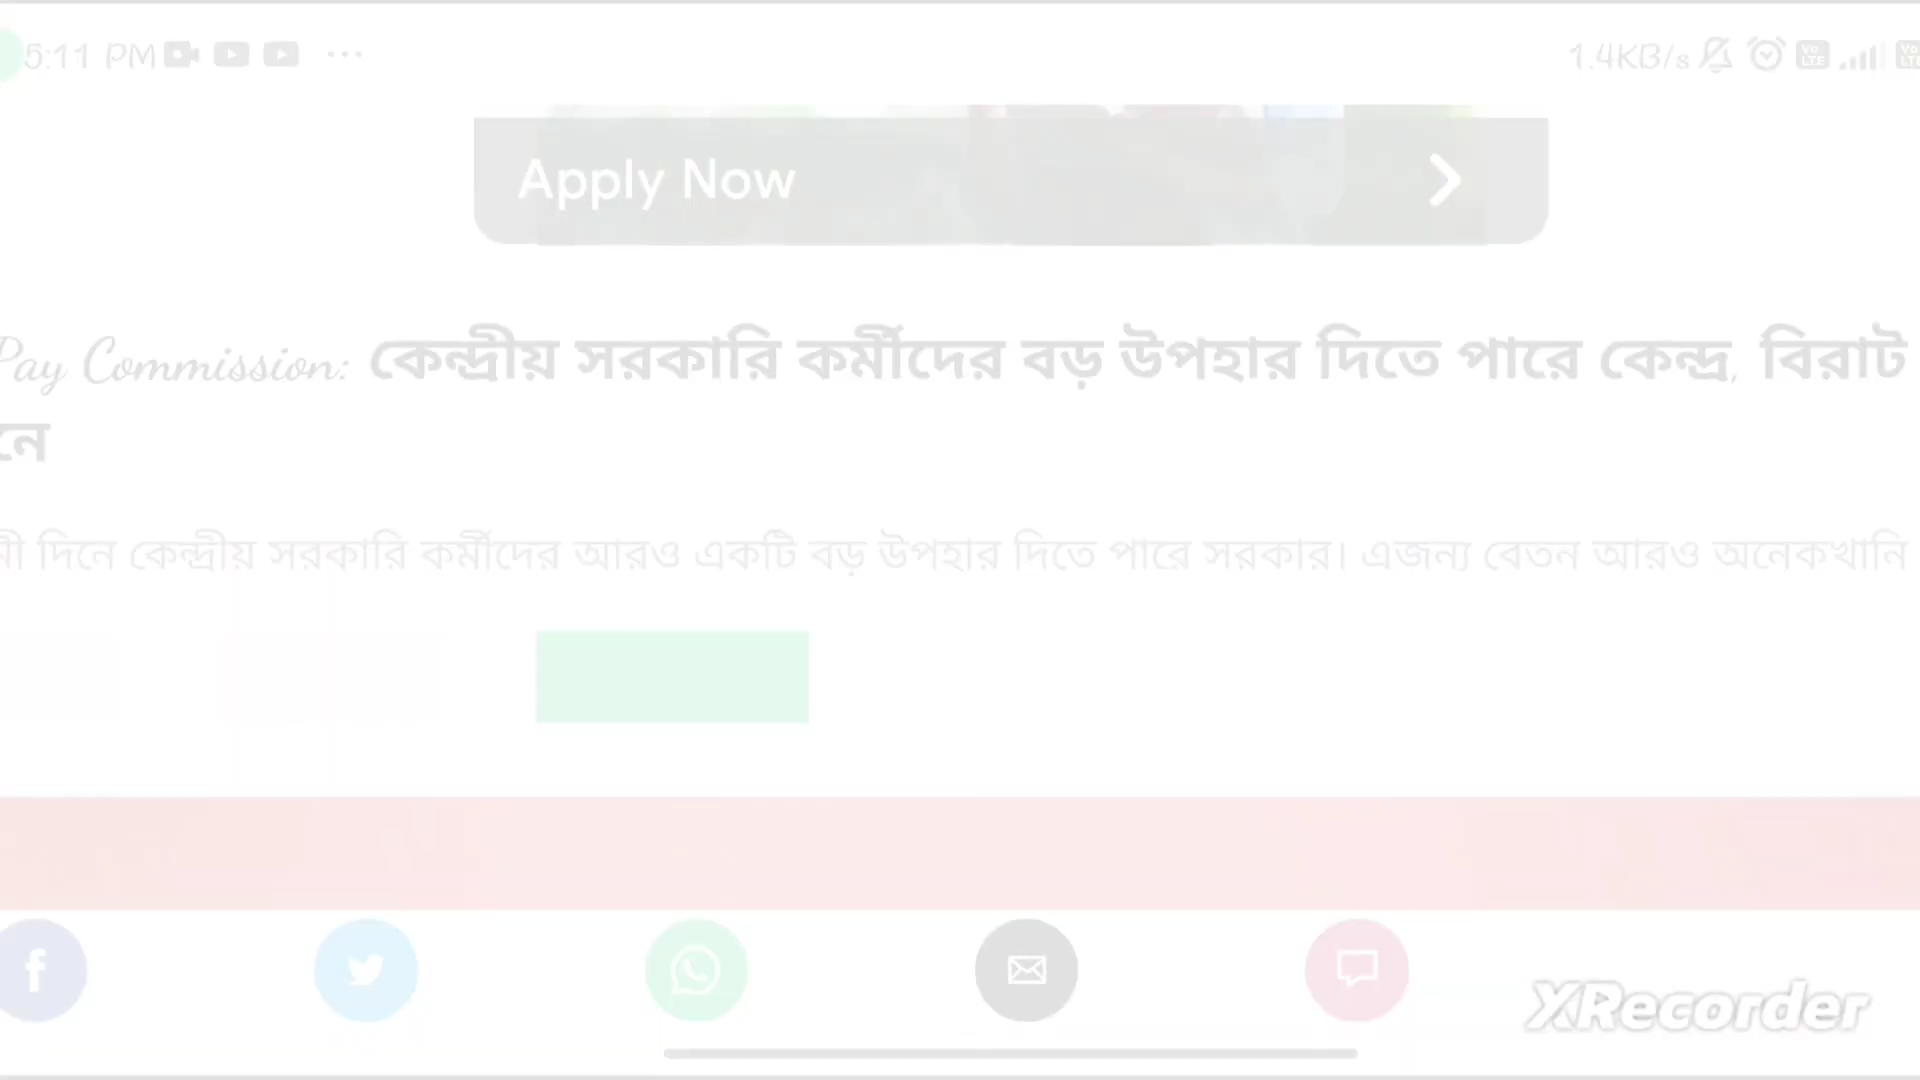 5:11 PM
1.4KB/s
Apply Now
Pay Commission: কেন্দ্রীয় সরকারি কর্মীদের বড় উপহার দিতে পারে কেন্দ্র, বিরাট
নে
মী দিনে কেন্দ্রীয় সরকারি কর্মীদের আরও একটি বড় উপহার দিতে পারে সরকার। এজন্য বেতন আরও অনেকখানি
XRecorder